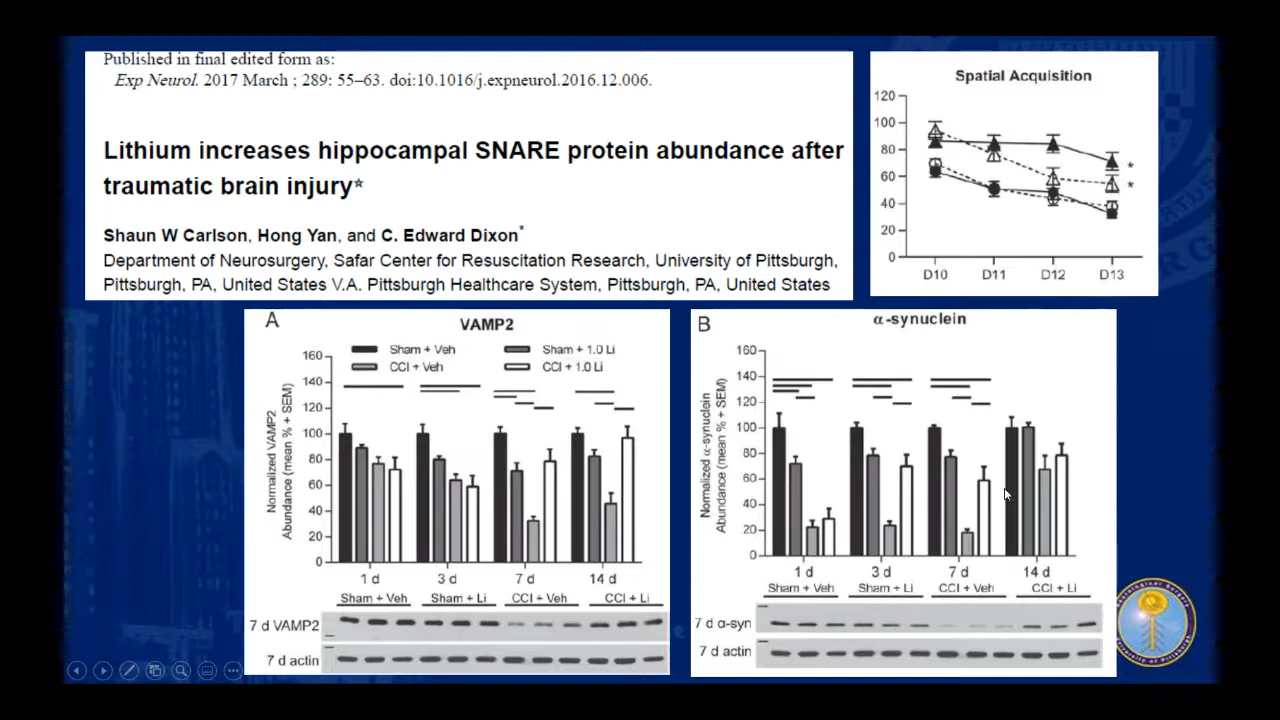 Published in final edited form as:
Exp Neurol. 2017 March ; 289: 55–63. doi:10.1016/j.expneurol.2016.12.006.
Lithium increases hippocampal SNARE protein abundance after
traumatic brain injury☆
Shaun W Carlson, Hong Yan, and C. Edward Dixon*
Department of Neurosurgery, Safar Center for Resuscitation Research, University of Pittsburgh,
Pittsburgh, PA, United States V.A. Pittsburgh Healthcare System, Pittsburgh, PA, United States
Spatial Acquisition
120
100
80
60
40
20
0
D10 D11 D12 D13
*
*
A
VAMP2
Sham + Veh Sham + 1.0 Li
CCI + Veh CCI + 1.0 Li
Normalized VAMP2
Abundance (mean % + SEM)
160
140
120
100
80
60
40
20
0
1 d 3 d 7 d 14 d
Sham + Veh Sham + Li CCI + Veh CCI + Li
7 d VAMP2
7 d actin
B
α-synuclein
Normalized α-synuclein
Abundance (mean % + SEM)
160
140
120
100
80
60
40
20
0
1 d 3 d 7 d 14 d
Sham + Veh Sham + Li CCI + Veh CCI + Li
7 d α-syn
7 d actin